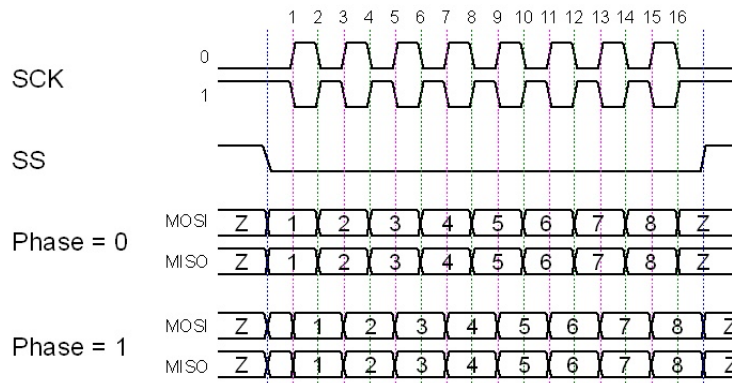 1 2 3 4 5 6 7 8 9 10 11 12 13 14 15 16
0
SCK
1
SS
MOSI Z 1 2 3 4 5 6 7 8 Z
Phase = 0
MISO Z 1 2 3 4 5 6 7 8 Z
MOSI Z 1 2 3 4 5 6 7 8 Z
Phase = 1
MISO Z 1 2 3 4 5 6 7 8 Z